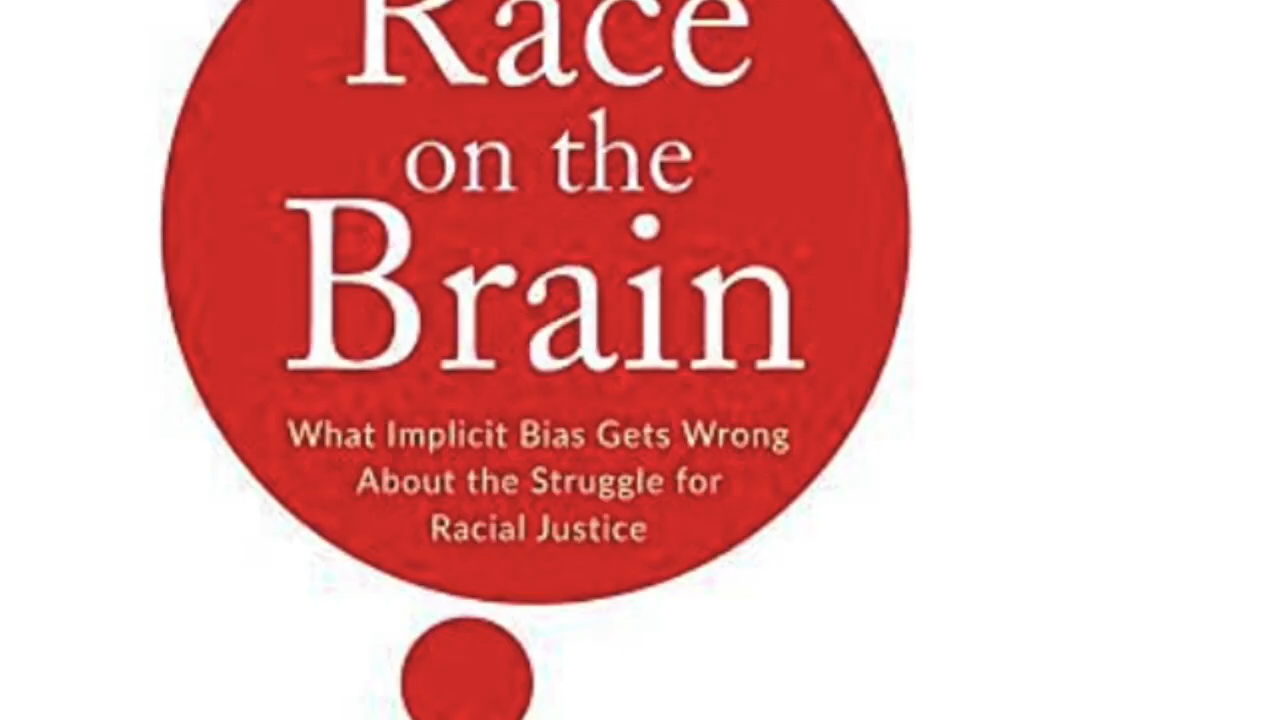 Race
on the
Brain
What Implicit Bias Gets Wrong
About the Struggle for
Racial Justice